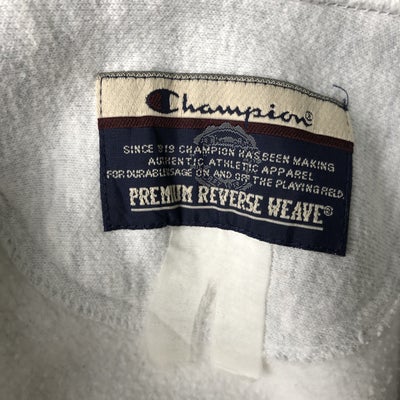 Champion®
SINCE 1919 CHAMPION HAS BEEN MAKING
AUTHENTIC ATHLETIC APPAREL
FOR DURABLE USAGE ON AND OFF THE PLAYING FIELD.
PREMIUM REVERSE WEAVE®